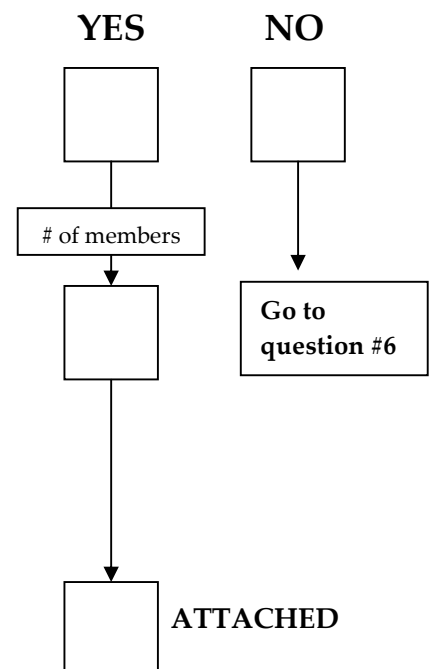 YES NO
# of members
Go to
question #6
ATTACHED